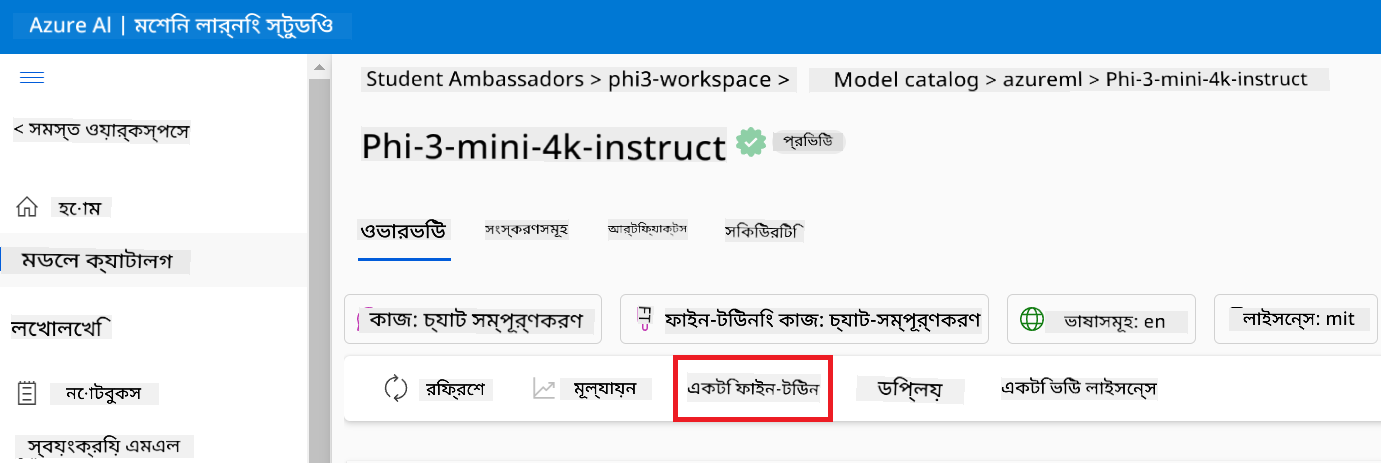 Azure AI | মেশিন লার্নিং স্টুডিও
Student Ambassadors > phi3-workspace > Model catalog > azureml > Phi-3-mini-4k-instruct
< সমস্ত ওয়ার্কস্পেসে
Phi-3-mini-4k-instruct প্রিভিউ
হোম
ওভারভিউ সংস্করণসমূহ আর্টিফ্যাক্টস সিকিউরিটি
মডেল ক্যাটালগ
লেখালেখি
কাজ: চ্যাট সম্পূর্ণকরণ ফাইন-টিউনিং কাজ: চ্যাট-সম্পূর্ণকরণ ভাষাসমূহ: en লাইসেন্স: mit
নোটবুকস
রিফ্রেশ মূল্যায়ন একটি ফাইন-টিউন ডিপ্লয় একটি ভিউ লাইসেন্স
স্বয়ংক্রিয় এমএল